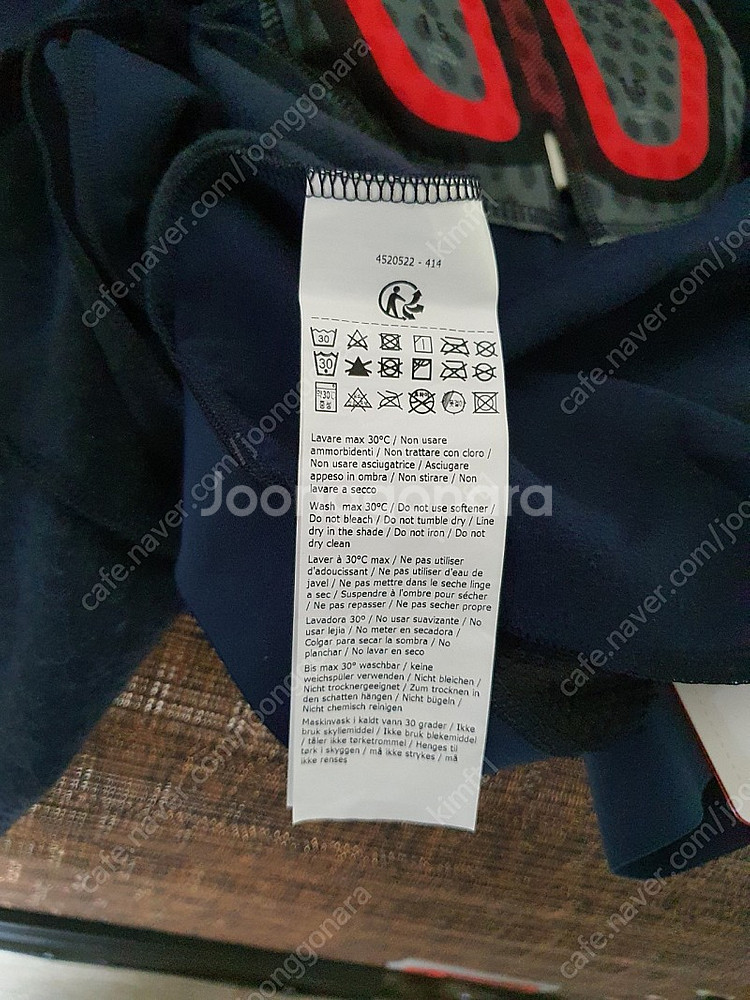 4520522 - 414
30
30
약 30℃
중성
Lavare max 30°C / Non usare
ammorbidenti / Non trattare con cloro /
Non usare asciugatrice / Asciugare
appeso in ombra / Non stirare / Non
lavare a secco
Wash max 30°C / Do not use softener /
Do not bleach / Do not tumble dry / Line
dry in the shade / Do not iron / Do not
dry clean
Laver à 30°C max / Ne pas utiliser
d'adoucissant / Ne pas utiliser d'eau de
javel / Ne pas mettre dans le seche linge
a sec / Suspendre à l'ombre pour sécher
/ Ne pas repasser / Ne pas secher propre
Lavadora 30° / No usar suavizante / No
usar lejia / No meter en secadora /
Colgar para secar la sombra / No
planchar / No lavar en seco
Bis max 30° waschbar / keine
weichspüler verwenden / Nicht bleichen /
Nicht trocknergeeignet / Zum trocknen in
den schatten hängen / Nicht bügeln /
Nicht chemisch reinigen
Maskinvask i kaldt vann 30 grader / Ikke
bruk skyllemiddel / Ikke bruk blekemiddel
/ tåler ikke tørketrommel / Henges til
tørk i skyggen / må ikke strykes / må
ikke renses
Joonggonara
cafe.naver.com/joonggonara